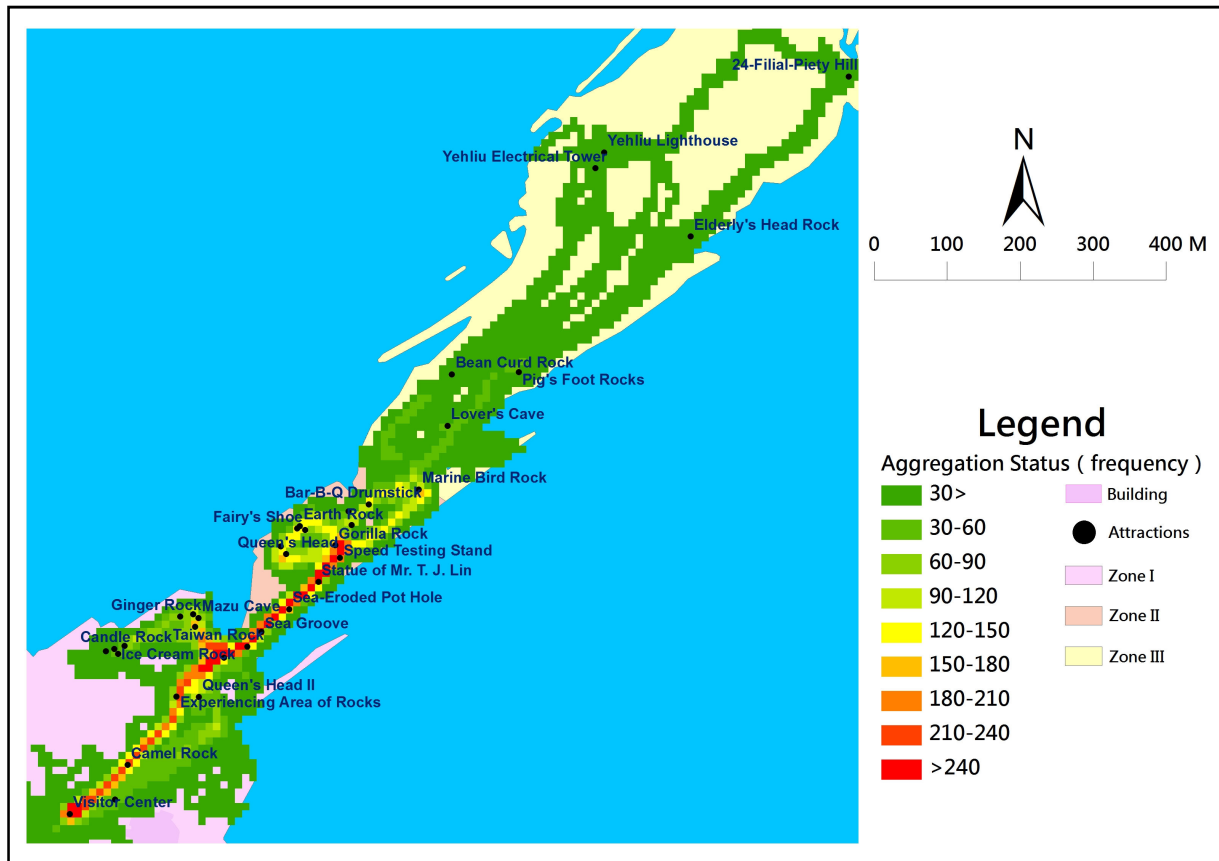 24-Filial-Piety Hill
Yehliu Lighthouse
Yehliu Electrical Towel
Elderly's Head Rock
Bean Curd Rock
Pig's Foot Rocks
Lover's Cave
Marine Bird Rock
Bar-B-Q Drumstick
Fairy's Shoe
Earth Rock
Gorilla Rock
Queen's Head
Speed Testing Stand
Statue of Mr. T. J. Lin
Sea-Eroded Pot Hole
Ginger Rock
Mazu Cave
Sea Groove
Candle Rock
Taiwan Rock
Ice Cream Rock
Queen's Head II
Experiencing Area of Rocks
Camel Rock
Visitor Center
N
0 100 200 300 400 M
Legend
Aggregation Status ( frequency )
30>
30-60
60-90
90-120
120-150
150-180
180-210
210-240
>240
Building
Attractions
Zone I
Zone II
Zone III